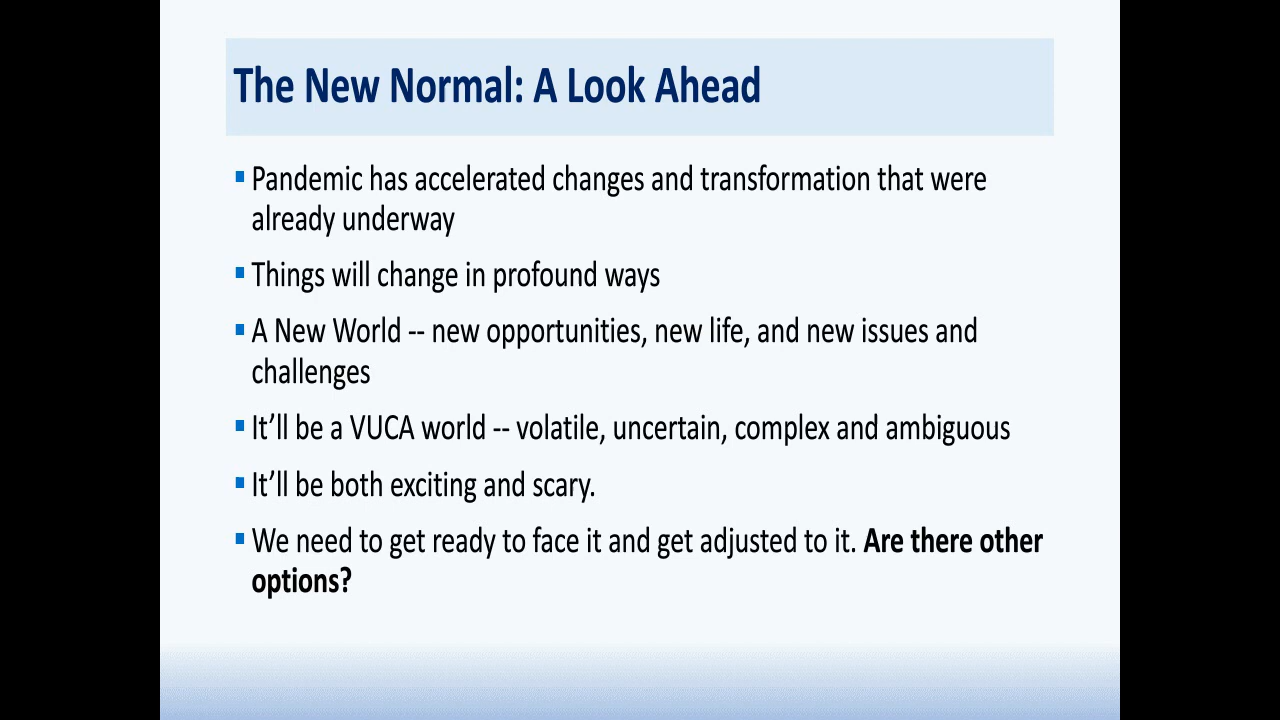 The New Normal: A Look Ahead
▪ Pandemic has accelerated changes and transformation that were
already underway
▪ Things will change in profound ways
▪ A New World -- new opportunities, new life, and new issues and
challenges
▪ It’ll be a VUCA world -- volatile, uncertain, complex and ambiguous
▪ It’ll be both exciting and scary.
▪ We need to get ready to face it and get adjusted to it. Are there other
options?